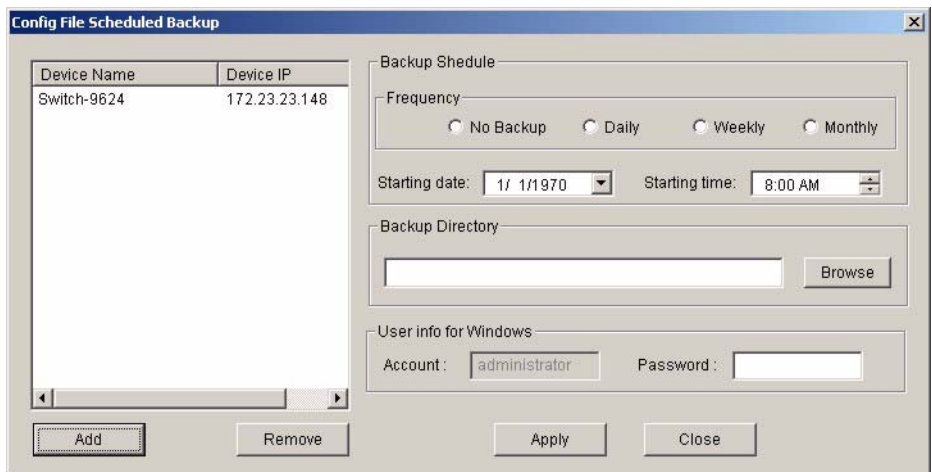 Config File Scheduled Backup
Device Name Device IP
Switch-9624 172.23.23.148
Backup Shedule
Frequency
No Backup Daily Weekly Monthly
Starting date: 1/ 1/1970 Starting time: 8:00 AM
Backup Directory
Browse
User info for Windows
Account : administrator Password :
Add Remove Apply Close